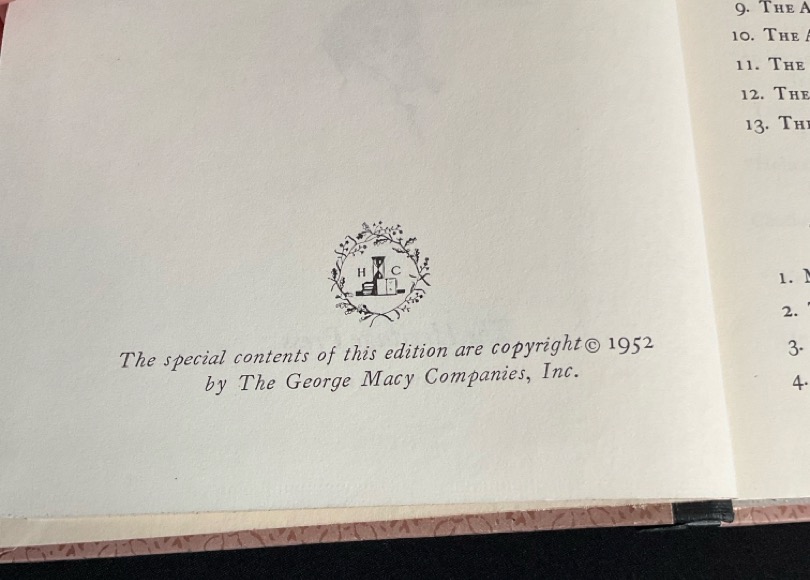 H C
The special contents of this edition are copyright © 1952
by The George Macy Companies, Inc.
9. THE A
10. THE
11. THE
12. THE
13. THE
1.
2.
3.
4.